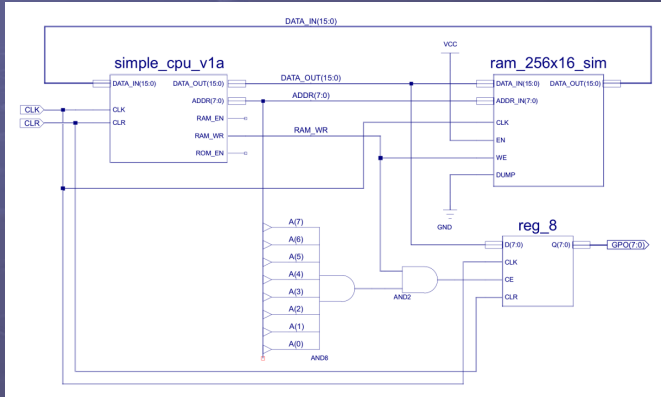 DATA_IN(15:0)
simple_cpu_v1a
DATA_IN(15:0) DATA_OUT(15:0)
ADDR(7:0)
CLK
RAM_EN
CLR
RAM_WR
ROM_EN
CLK
CLR
DATA_OUT(15:0)
ADDR(7:0)
RAM_WR
VCC
ram_256x16_sim
DATA_IN(15:0) DATA_OUT(15:0)
ADDR_IN(7:0)
CLK
EN
WE
DUMP
GND
A(7)
A(6)
A(5)
A(4)
A(3)
A(2)
A(1)
A(0)
AND8
AND2
reg_8
D(7:0) Q(7:0)
CLK
CE
CLR
GPO(7:0)